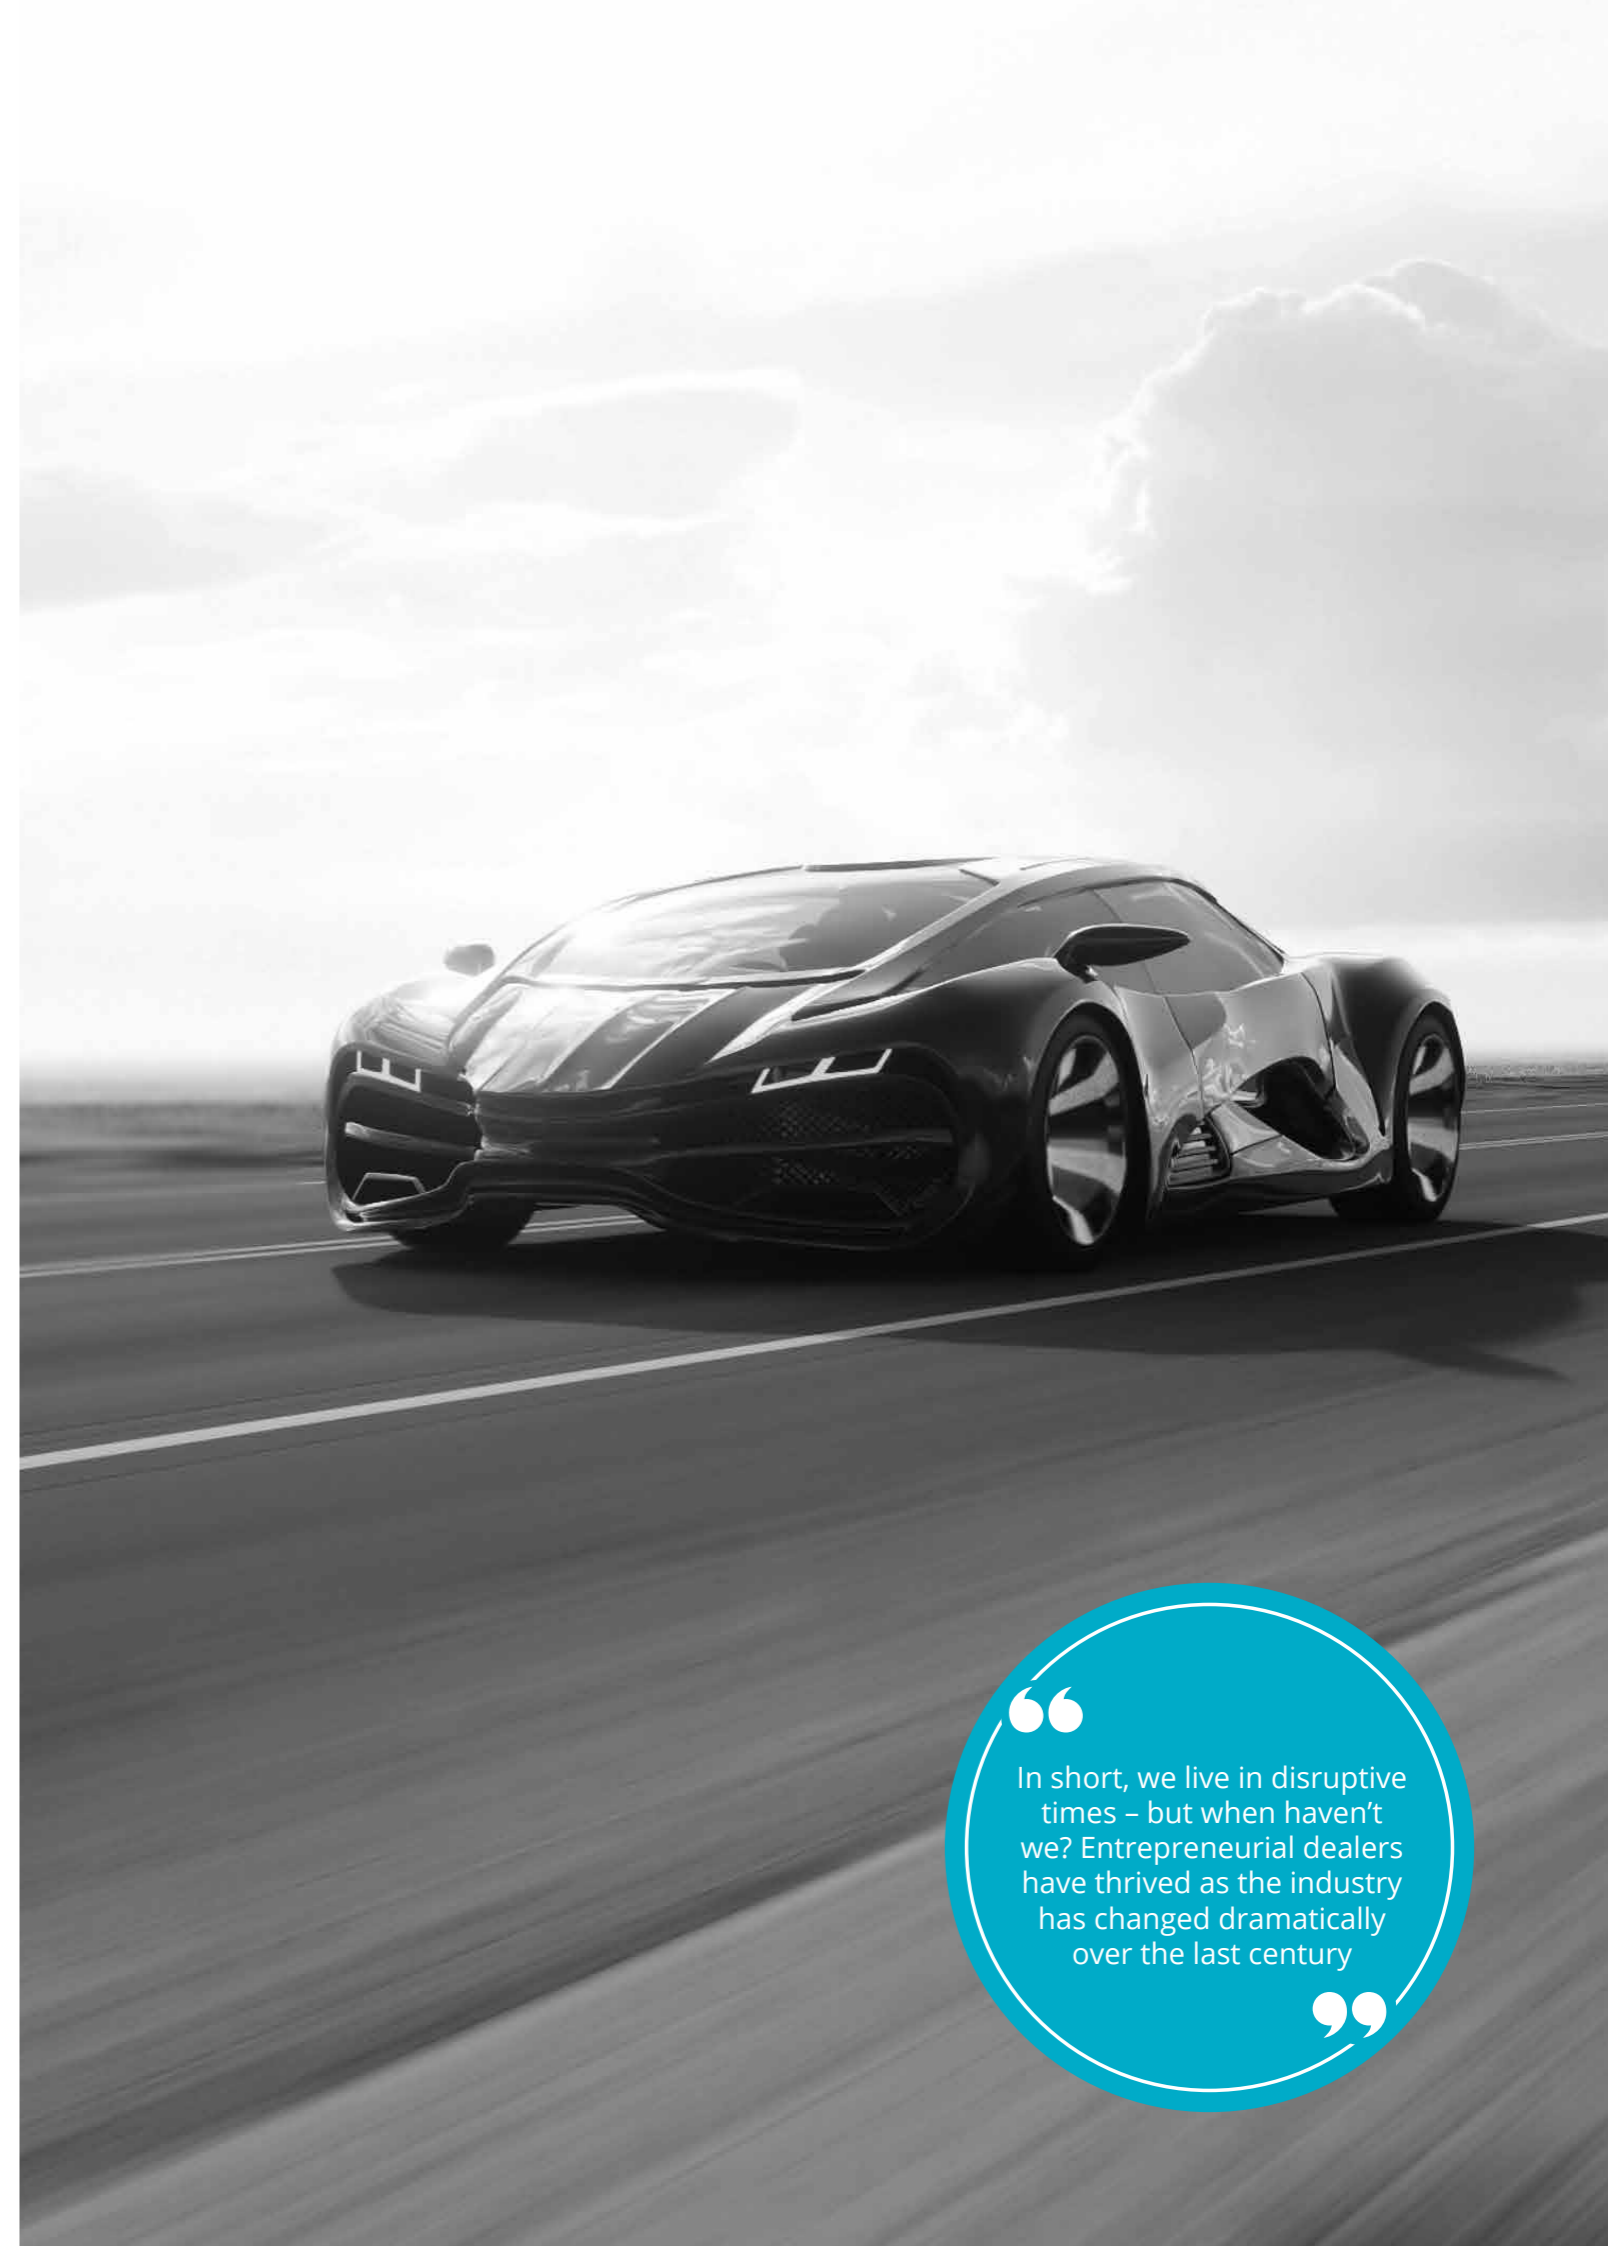 “
In short, we live in disruptive
times – but when haven’t
we? Entrepreneurial dealers
have thrived as the industry
has changed dramatically
over the last century
”